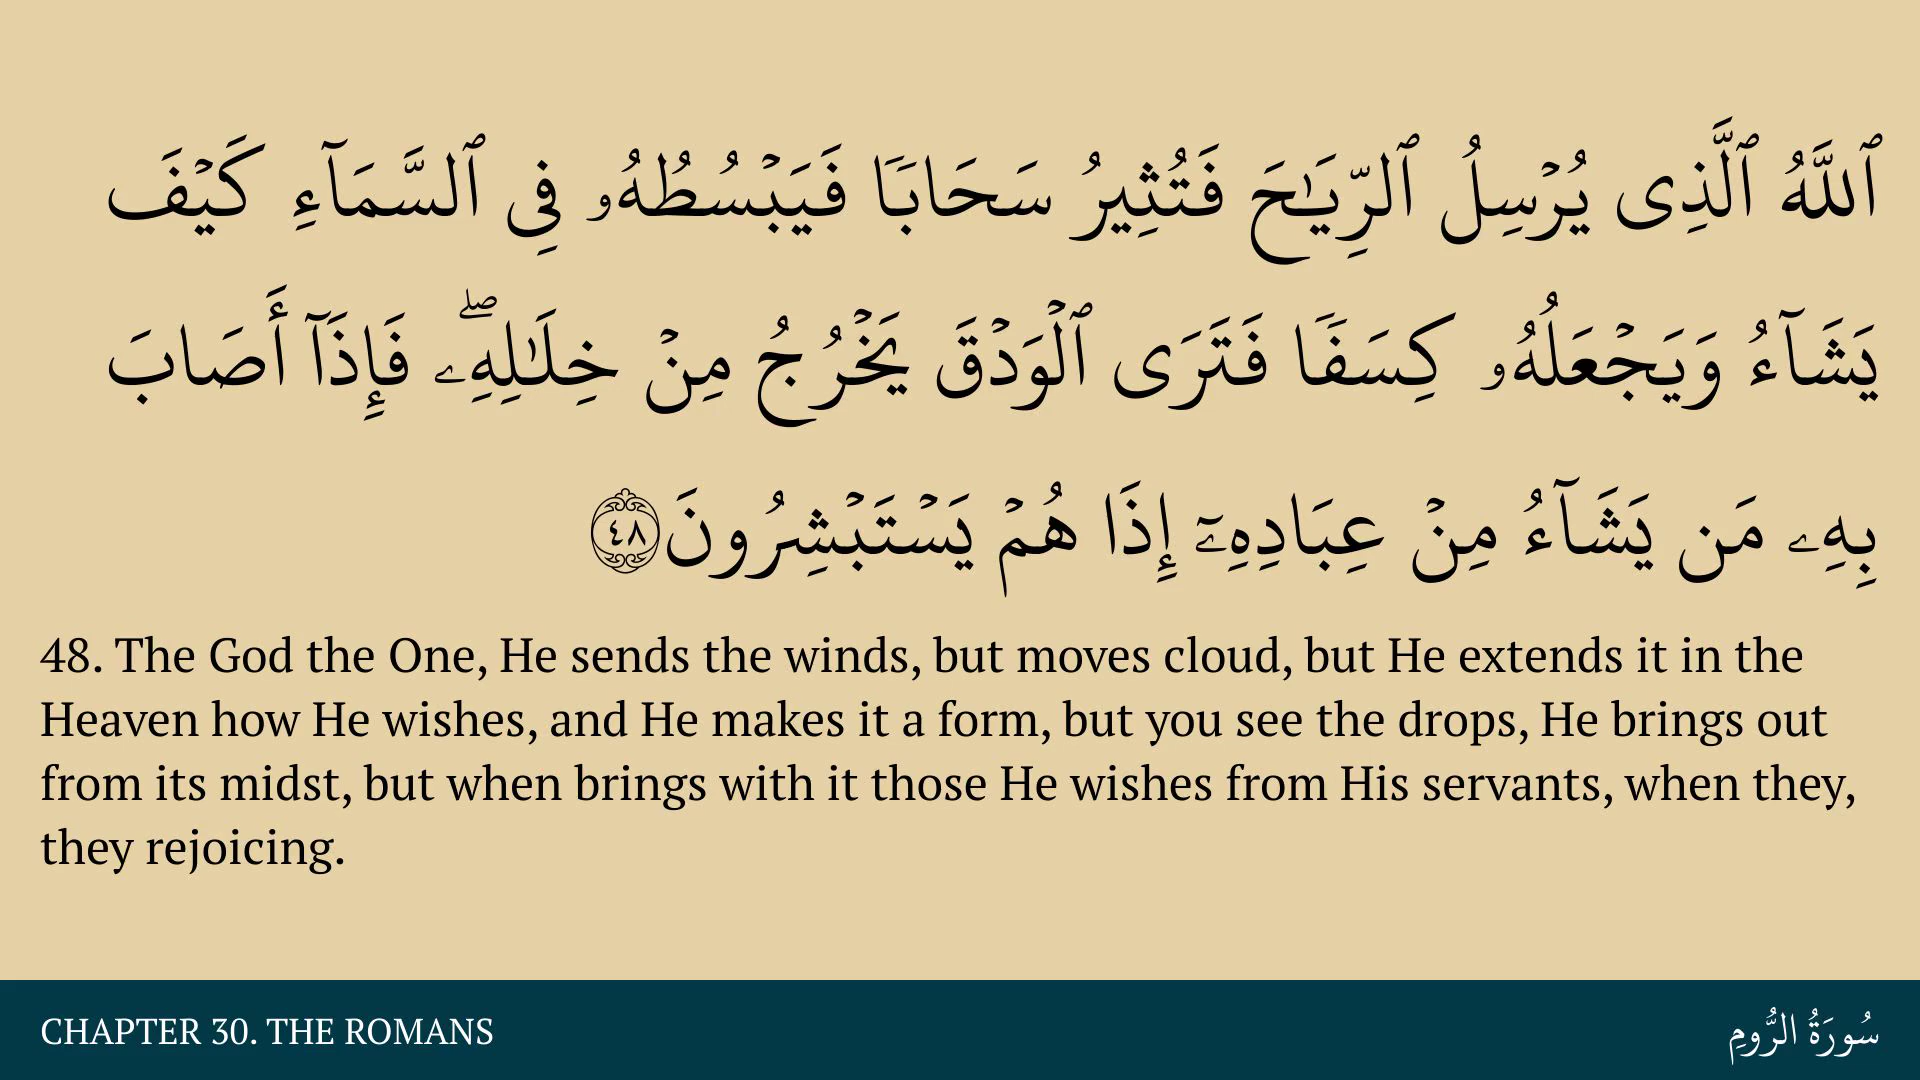 ٱللَّهُ ٱلَّذِى يُرْسِلُ ٱلرِّيَـٰحَ فَتُثِيرُ سَحَابًا فَيَبْسُطُهُۥ فِى ٱلسَّمَآءِ كَيْفَ
يَشَآءُ وَيَجْعَلُهُۥ كِسَفًا فَتَرَى ٱلْوَدْقَ يَخْرُجُ مِنْ خِلَـٰلِهِۦ ۖ فَإِذَآ أَصَابَ
بِهِۦ مَن يَشَآءُ مِنْ عِبَادِهِۦٓ إِذَا هُمْ يَسْتَبْشِرُونَ ٤٨
48. The God the One, He sends the winds, but moves cloud, but He extends it in the
Heaven how He wishes, and He makes it a form, but you see the drops, He brings out
from its midst, but when brings with it those He wishes from His servants, when they,
they rejoicing.
CHAPTER 30. THE ROMANS
سُورَةُ الرُّومِ